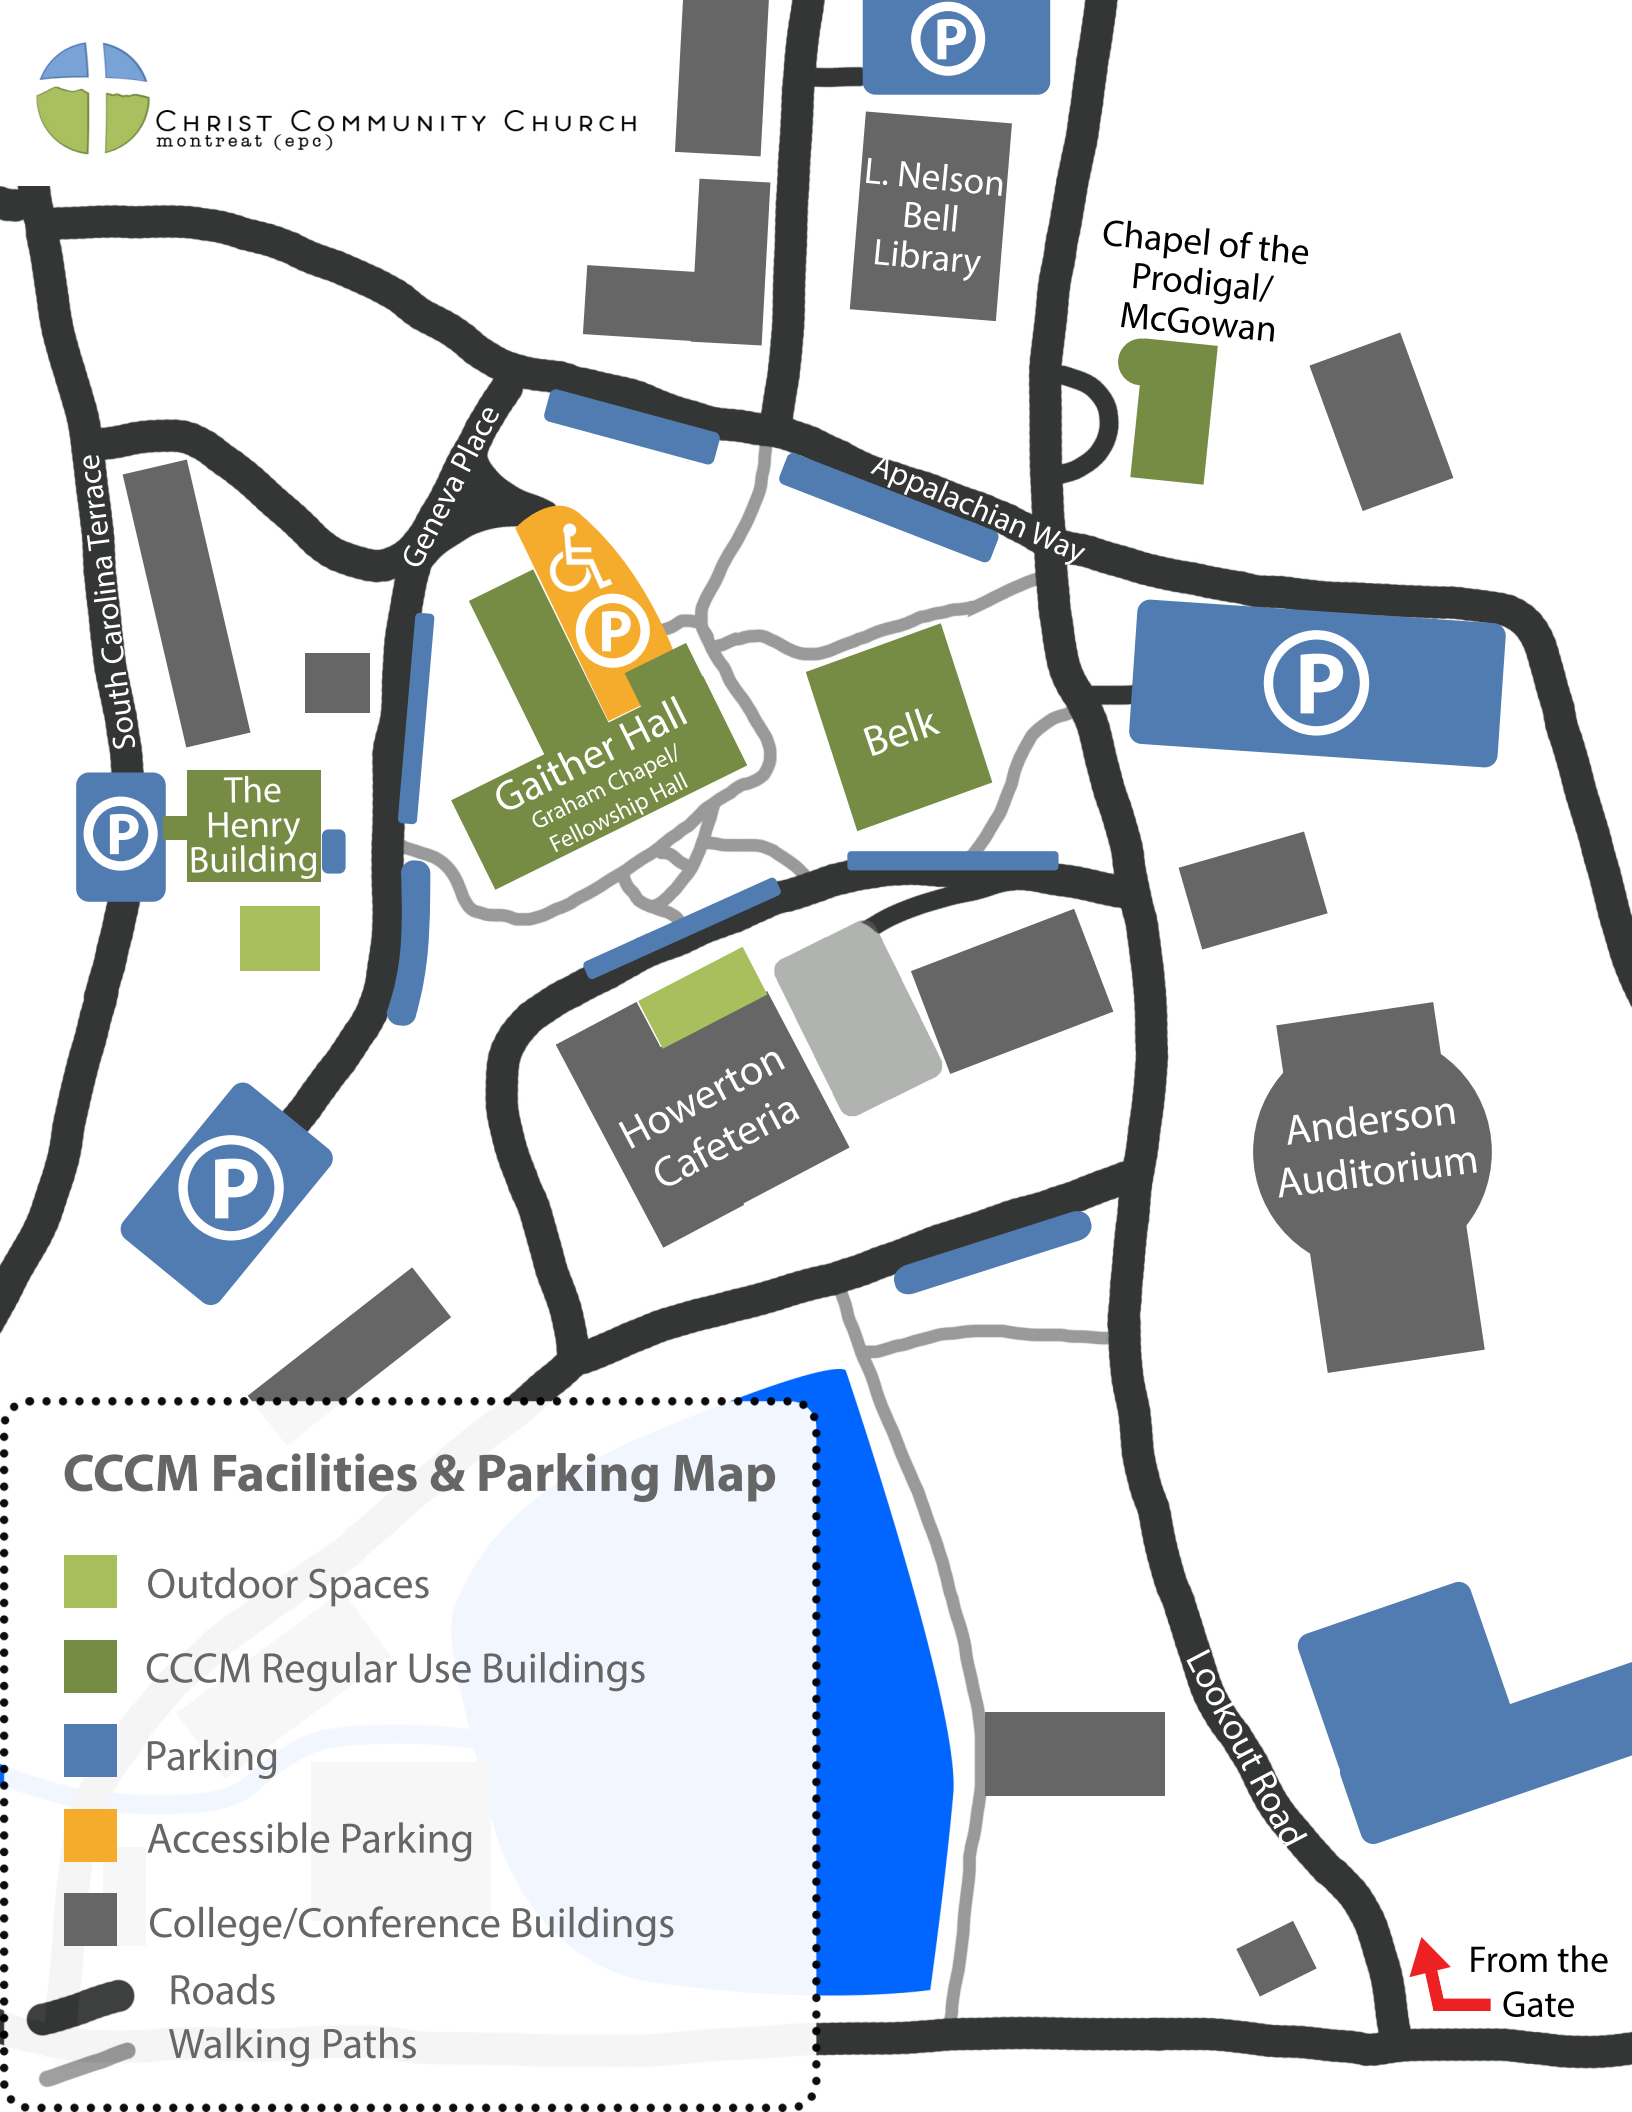 P
Christ Community Church
montreat (epc)
L. Nelson
Bell
Library
Chapel of the
Prodigal/
McGowan
Geneva Place
Appalachian Way
South Carolina Terrace
P
P
Gaither Hall
Graham Chapel/
Fellowship Hall
Belk
P
The
Henry
Building
Howerton
Cafeteria
Anderson
Auditorium
P
CCCM Facilities & Parking Map
Outdoor Spaces
CCCM Regular Use Buildings
Parking
Accessible Parking
College/Conference Buildings
Roads
Walking Paths
Lookout Road
From the
Gate